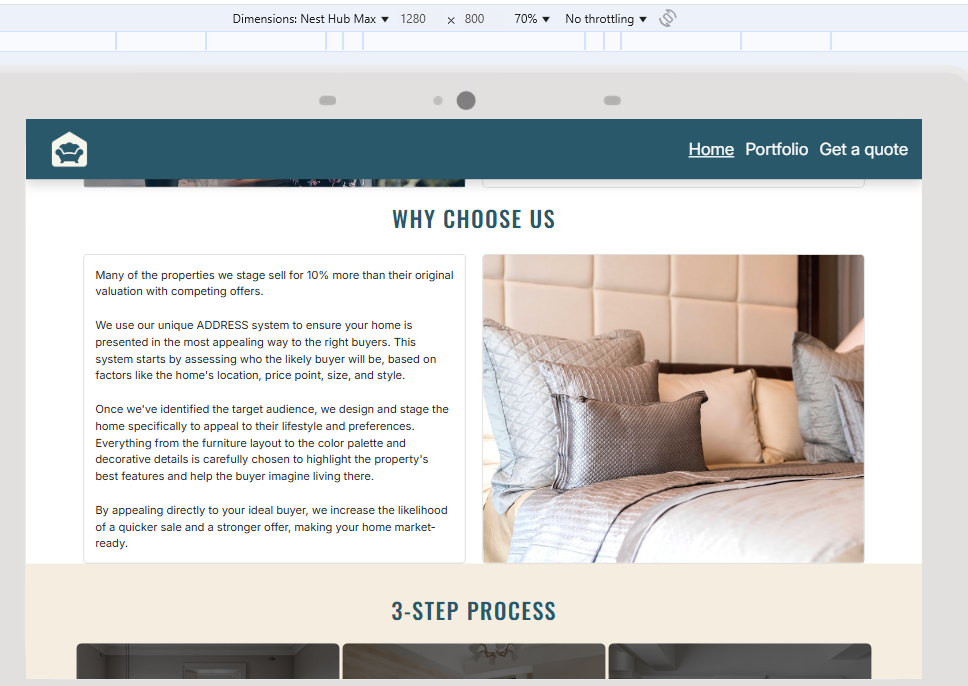 Dimensions: Nest Hub Max ▼ 1280 × 800 70% ▼ No throttling ▼
Home Portfolio Get a quote
WHY CHOOSE US
Many of the properties we stage sell for 10% more than their original
valuation with competing offers.
We use our unique ADDRESS system to ensure your home is
presented in the most appealing way to the right buyers. This
system starts by assessing who the likely buyer will be, based on
factors like the home's location, price point, size, and style.
Once we've identified the target audience, we design and stage the
home specifically to appeal to their lifestyle and preferences.
Everything from the furniture layout to the color palette and
decorative details is carefully chosen to highlight the property's
best features and help the buyer imagine living there.
By appealing directly to your ideal buyer, we increase the likelihood
of a quicker sale and a stronger offer, making your home market-
ready.
3-STEP PROCESS